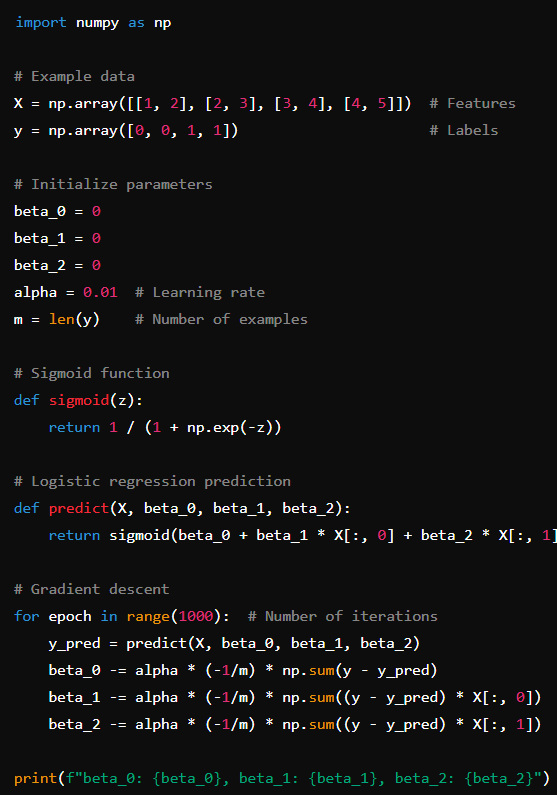 import numpy as np
# Example data
X = np.array([[1, 2], [2, 3], [3, 4], [4, 5]])  # Features
y = np.array([0, 0, 1, 1])                      # Labels
# Initialize parameters
beta_0 = 0
beta_1 = 0
beta_2 = 0
alpha = 0.01  # Learning rate
m = len(y)    # Number of examples
# Sigmoid function
def sigmoid(z):
    return 1 / (1 + np.exp(-z))
# Logistic regression prediction
def predict(X, beta_0, beta_1, beta_2):
    return sigmoid(beta_0 + beta_1 * X[:, 0] + beta_2 * X[:, 1]
# Gradient descent
for epoch in range(1000):  # Number of iterations
    y_pred = predict(X, beta_0, beta_1, beta_2)
    beta_0 -= alpha * (-1/m) * np.sum(y - y_pred)
    beta_1 -= alpha * (-1/m) * np.sum((y - y_pred) * X[:, 0])
    beta_2 -= alpha * (-1/m) * np.sum((y - y_pred) * X[:, 1])
print(f"beta_0: {beta_0}, beta_1: {beta_1}, beta_2: {beta_2}")